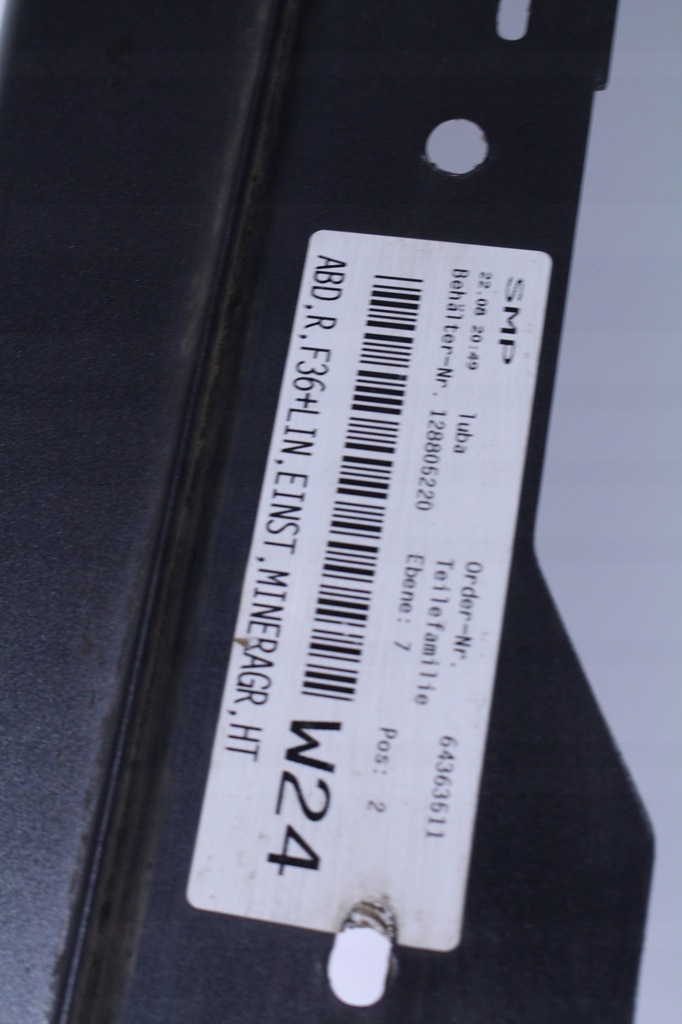 SMP
22.08 20:49 luba Order-Nr. 64363511
Behälter-Nr. 128805220 Teilefamilie
Ebene: 7 Pos: 2
W24
ABD,R,F36+LIN,EINST,MINERAGR,HT